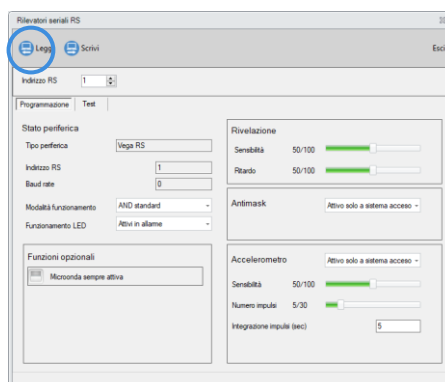 Rilevatori seriali RS
Leggi Scrivi Esci
Indirizzo RS 1
Programmazione Test
Stato periferica
Tipo periferica Vega RS
Indirizzo RS 1
Baud rate 0
Modalità funzionamento AND standard
Funzionamento LED Attivi in allarme
Funzioni opzionali
Microonda sempre attiva
Rivelazione
Sensibilità 50/100
Ritardo 50/100
Antimask Attivo solo a sistema acceso
Accelerometro Attivo solo a sistema acceso
Sensibilità 50/100
Numero impulsi 5/30
Integrazione impulsi (sec) 5